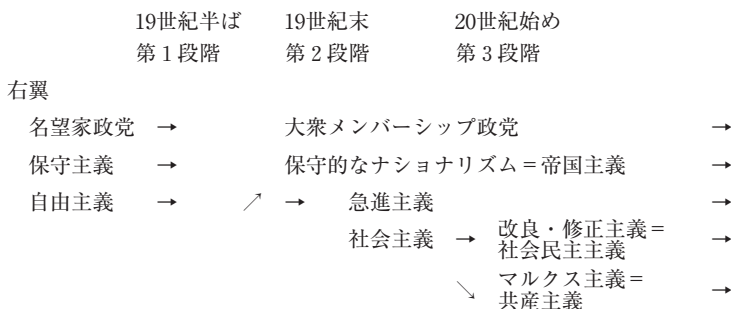 19世紀半ば 19世紀末 20世紀始め
第1段階 第2段階 第3段階
右翼
名望家政党 → 大衆メンバーシップ政党 →
保守主義 → 保守的なナショナリズム=帝国主義 →
自由主義 → ↗ → 急進主義 →
社会主義 → 改良・修正主義=
社会民主主義 →
↘ マルクス主義=
共産主義 →